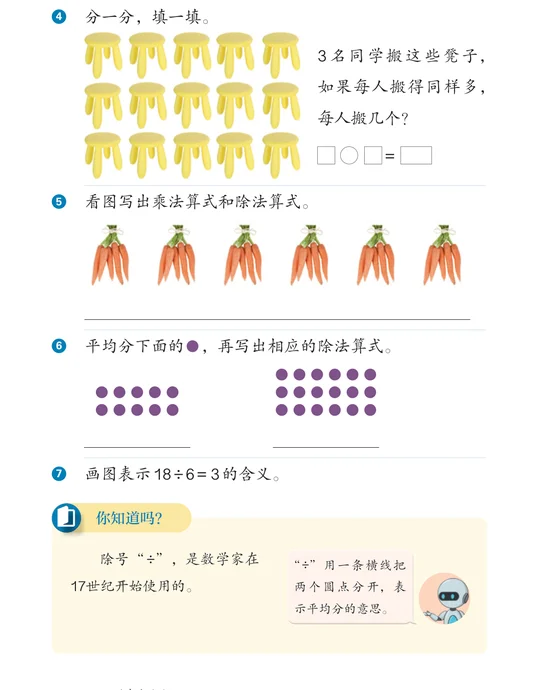 4 分一分，填一填。
3名同学搬这些凳子，
如果每人搬得同样多，
每人搬几个？
=
5 看图写出乘法算式和除法算式。
6 平均分下面的●，再写出相应的除法算式。
7 画图表示18÷6=3的含义。
你知道吗？
除号“÷”，是数学家在
17世纪开始使用的。
“÷”用一条横线把
两个圆点分开，表
示平均分的意思。